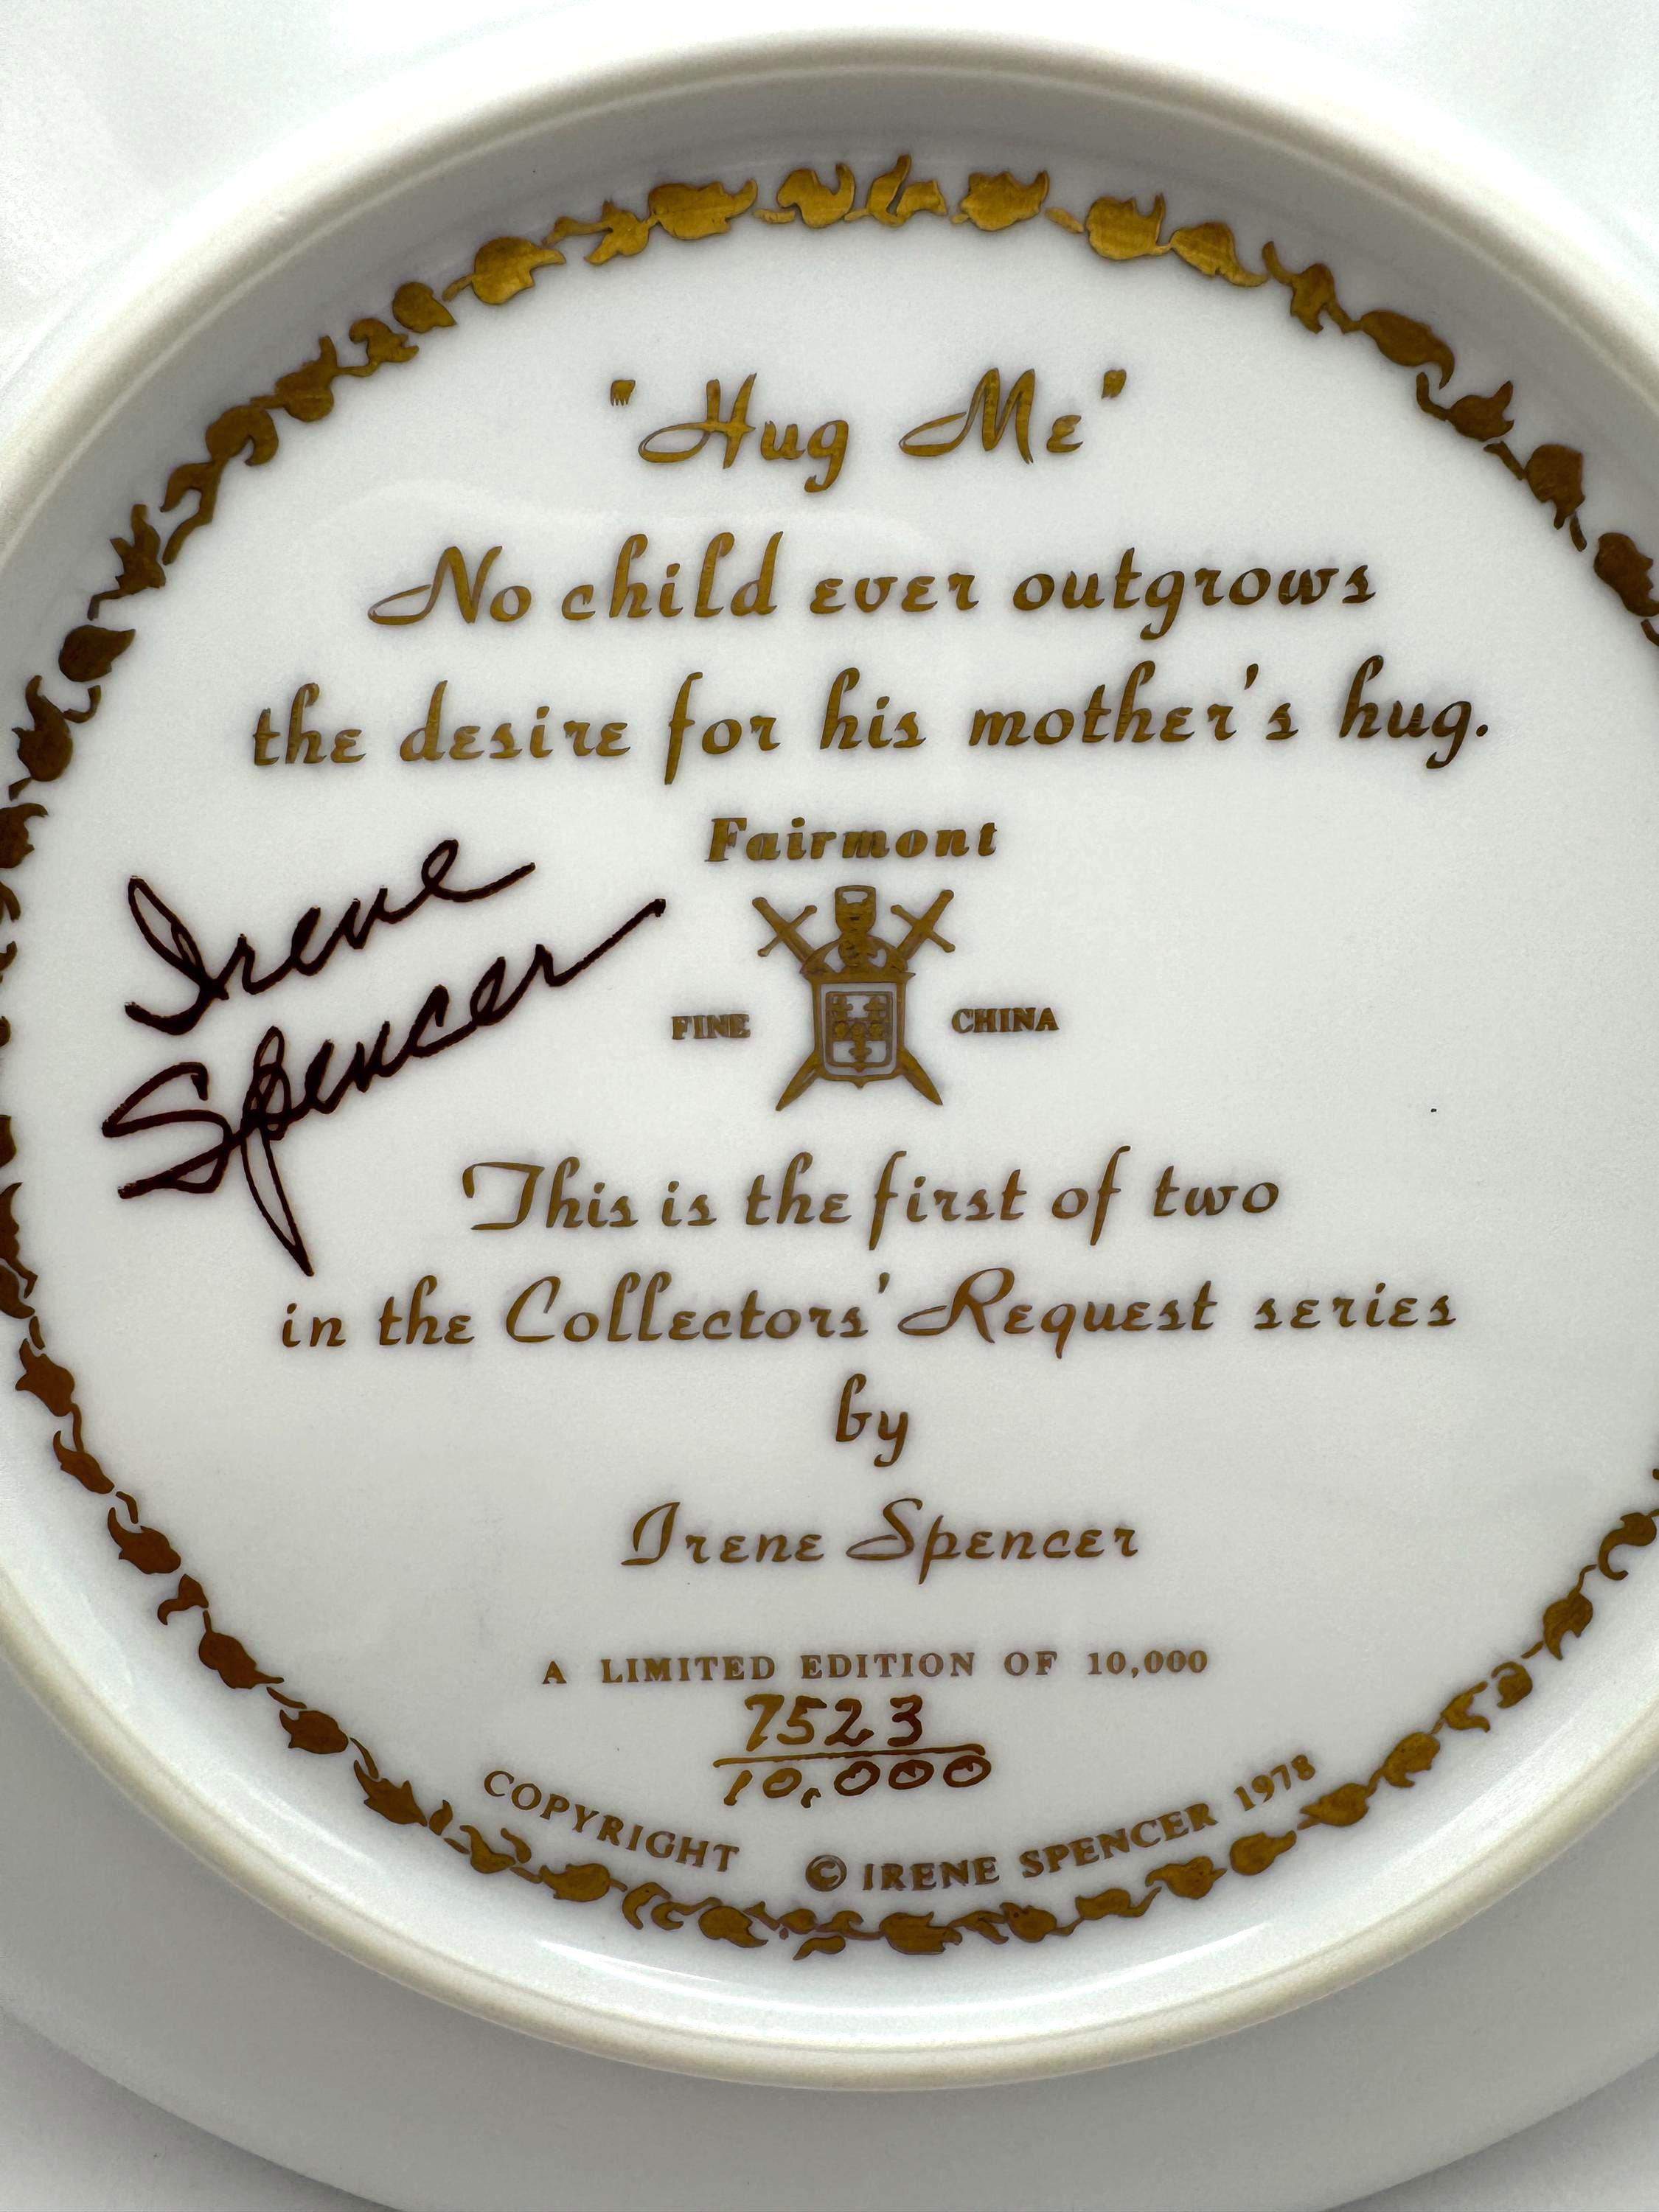 "Hug Me"
No child ever outgrows
the desire for his mother's hug.
Fairmont
Irene
Spencer
FINE CHINA
This is the first of two
in the Collectors' Request series
by
Irene Spencer
A LIMITED EDITION OF 10,000
7523
10,000
COPYRIGHT © IRENE SPENCER 1978